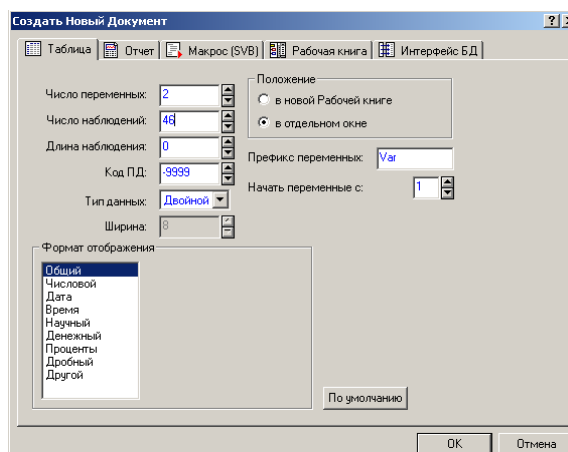 Создать Новый Документ
Таблица Отчет Макрос (SVB) Рабочая книга Интерфейс БД
Число переменных: 2
Число наблюдений: 46
Длина наблюдения: 0
Код ПД: -9999
Тип данных: Двойной
Ширина: 8
Положение
в новой Рабочей книге
в отдельном окне
Префикс переменных: Var
Начать переменные с: 1
Формат отображения
Общий
Числовой
Дата
Время
Научный
Денежный
Проценты
Дробный
Другой
По умолчанию
OK Отмена